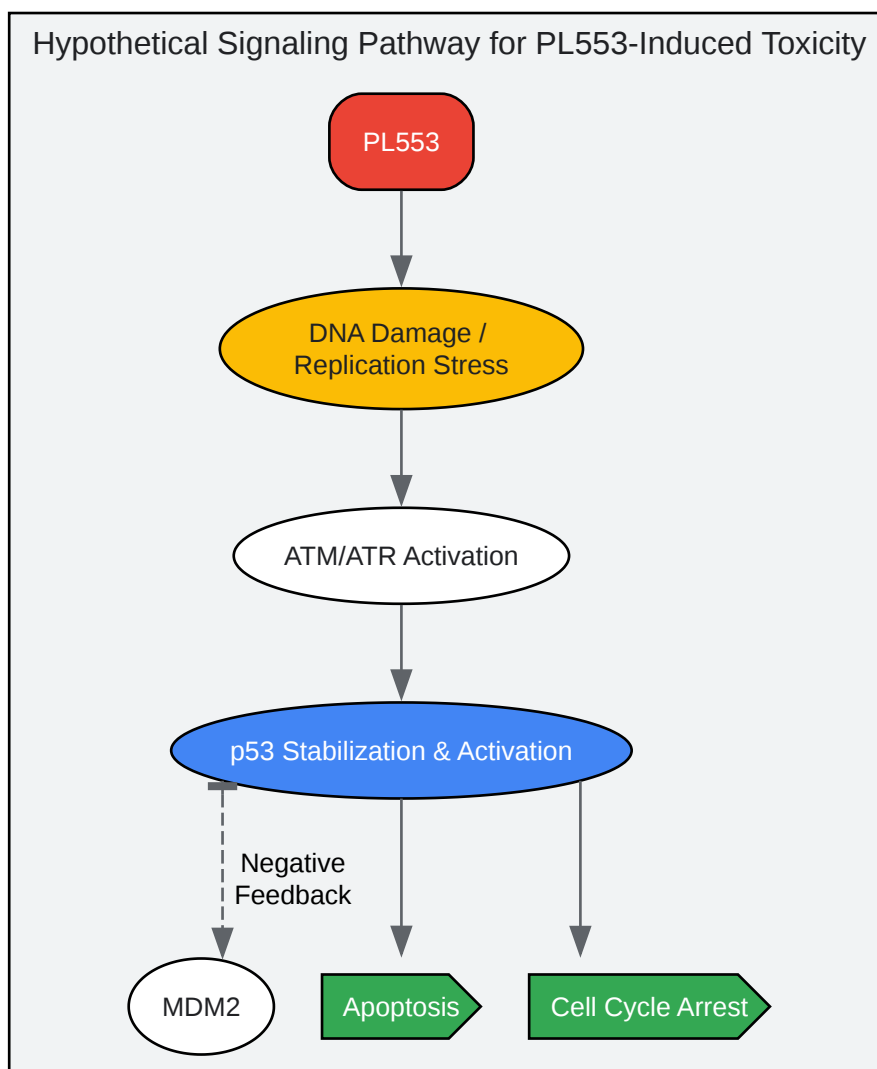 Hypothetical Signaling Pathway for PL553-Induced Toxicity
PL553
DNA Damage /
Replication Stress
ATM/ATR Activation
p53 Stabilization & Activation
Negative
Feedback
MDM2
Apoptosis
Cell Cycle Arrest